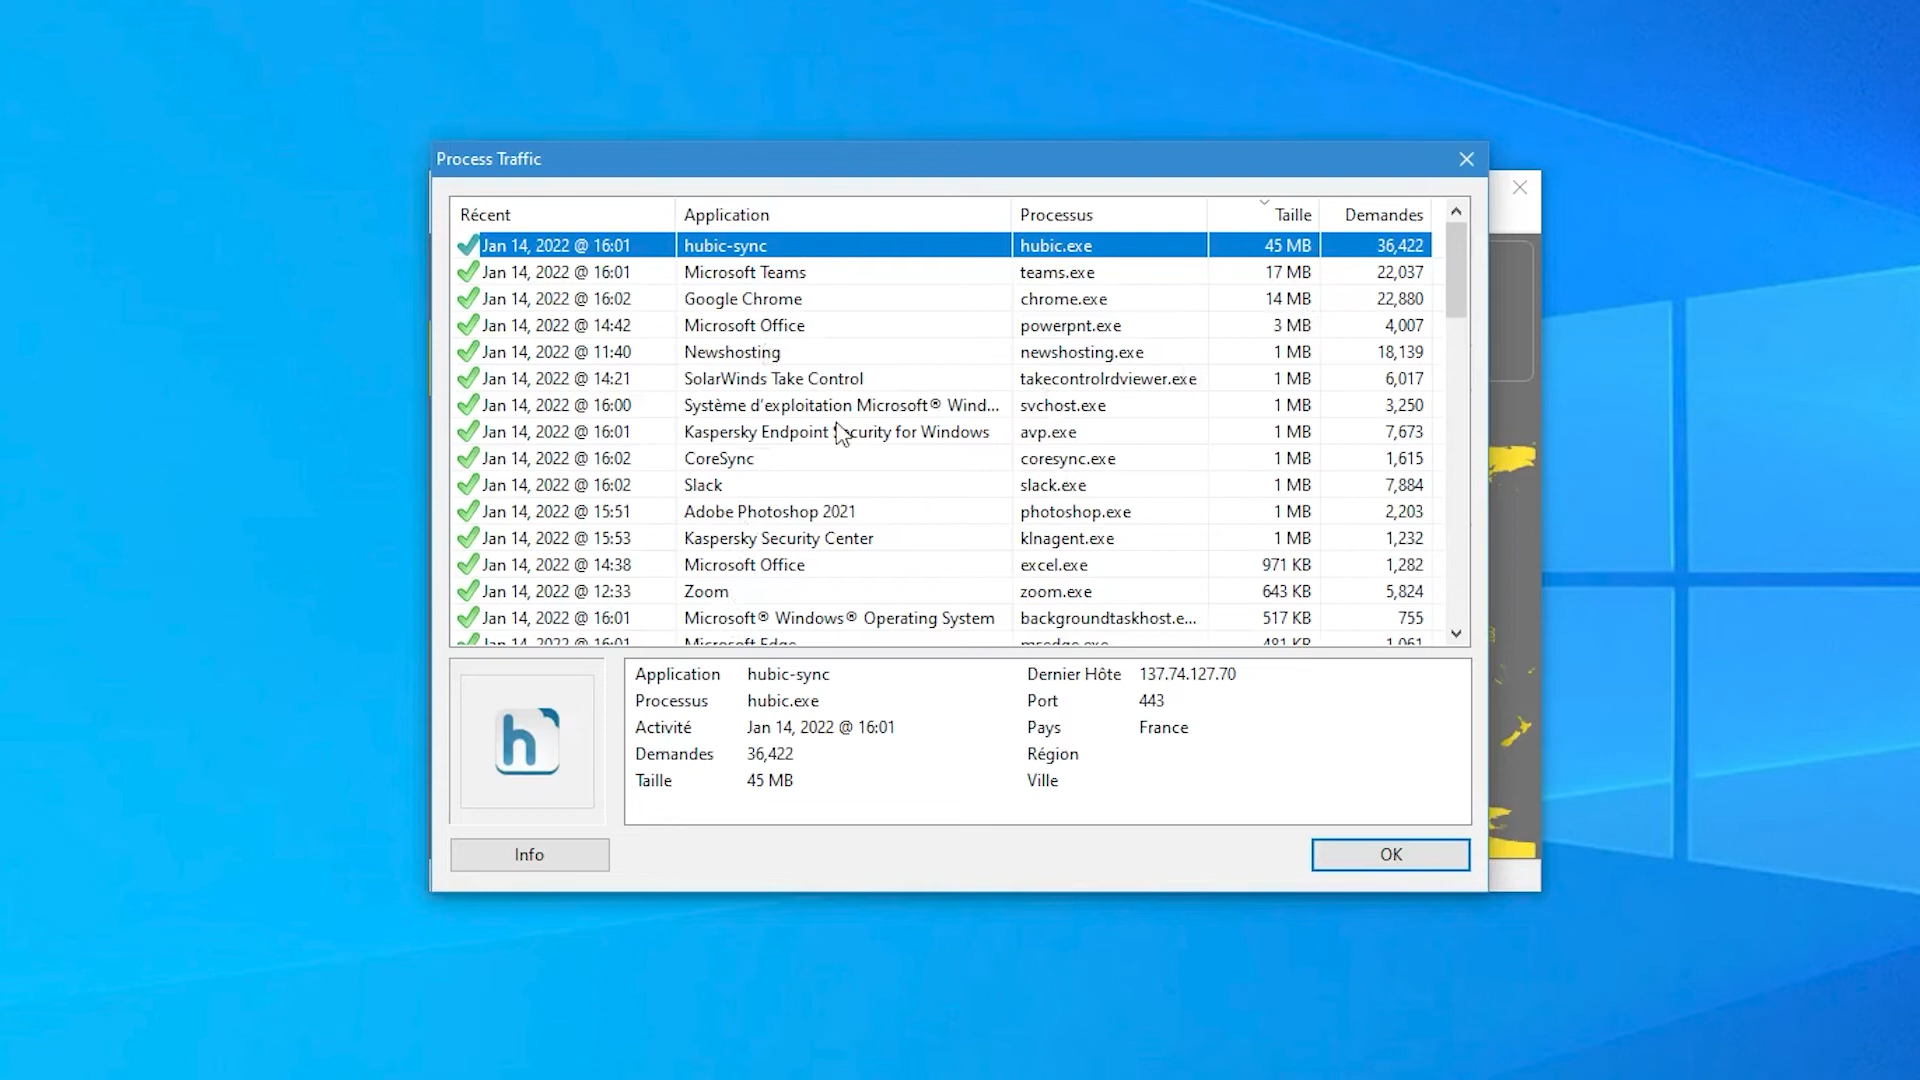 Process Traffic
Récent Application Processus Taille Demandes
Jan 14, 2022 @ 16:01 hubic-sync hubic.exe 45 MB 36,422
Jan 14, 2022 @ 16:01 Microsoft Teams teams.exe 17 MB 22,037
Jan 14, 2022 @ 16:02 Google Chrome chrome.exe 14 MB 22,880
Jan 14, 2022 @ 14:42 Microsoft Office powerpnt.exe 3 MB 4,007
Jan 14, 2022 @ 11:40 Newshosting newshosting.exe 1 MB 18,139
Jan 14, 2022 @ 14:21 SolarWinds Take Control takecontrolrdviewer.exe 1 MB 6,017
Jan 14, 2022 @ 16:00 Système d'exploitation Microsoft® Wind... svchost.exe 1 MB 3,250
Jan 14, 2022 @ 16:01 Kaspersky Endpoint Security for Windows avp.exe 1 MB 7,673
Jan 14, 2022 @ 16:02 CoreSync coresync.exe 1 MB 1,615
Jan 14, 2022 @ 16:02 Slack slack.exe 1 MB 7,884
Jan 14, 2022 @ 15:51 Adobe Photoshop 2021 photoshop.exe 1 MB 2,203
Jan 14, 2022 @ 15:53 Kaspersky Security Center klnagent.exe 1 MB 1,232
Jan 14, 2022 @ 14:38 Microsoft Office excel.exe 971 KB 1,282
Jan 14, 2022 @ 12:33 Zoom zoom.exe 643 KB 5,824
Jan 14, 2022 @ 16:01 Microsoft® Windows® Operating System backgroundtaskhost.e... 517 KB 755
Jan 14, 2022 @ 16:01 Microsoft Edge msedge.exe 481 KB 1,061
Application hubic-sync Dernier Hôte 137.74.127.70
Processus hubic.exe Port 443
Activité Jan 14, 2022 @ 16:01 Pays France
Demandes 36,422 Région
Taille 45 MB Ville
h
Info OK